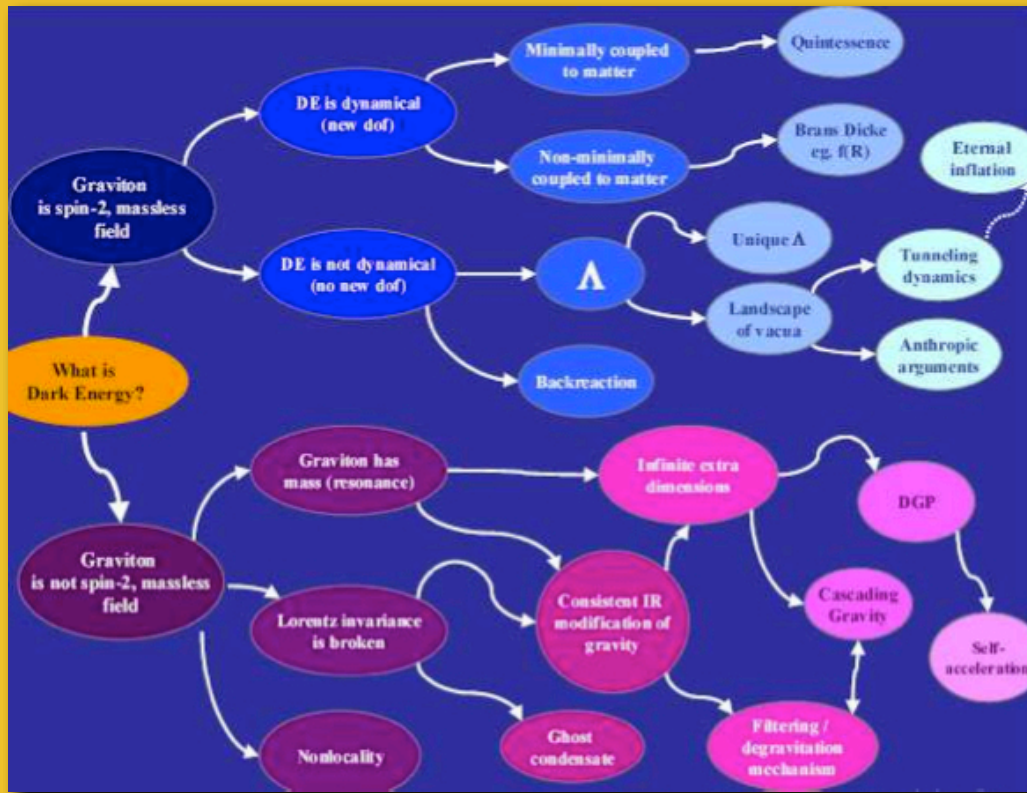 Minimally coupled
to matter
Quintessence
DE is dynamical
(new dof)
Non-minimally
coupled to matter
Brans Dicke
eg. f(R)
Eternal
inflation
Graviton
is spin-2, massless
field
DE is not dynamical
(no new dof)
Λ
Unique Λ
Tunneling
dynamics
Landscape
of vacua
Anthropic
arguments
What is
Dark Energy?
Backreaction
Graviton has
mass (resonance)
Infinite extra
dimensions
DGP
Graviton
is not spin-2, massless
field
Lorentz invariance
is broken
Consistent IR
modification of
gravity
Cascading
Gravity
Self-
acceleration
Nonlocality
Ghost
condensate
Filtering /
degravitation
mechanism